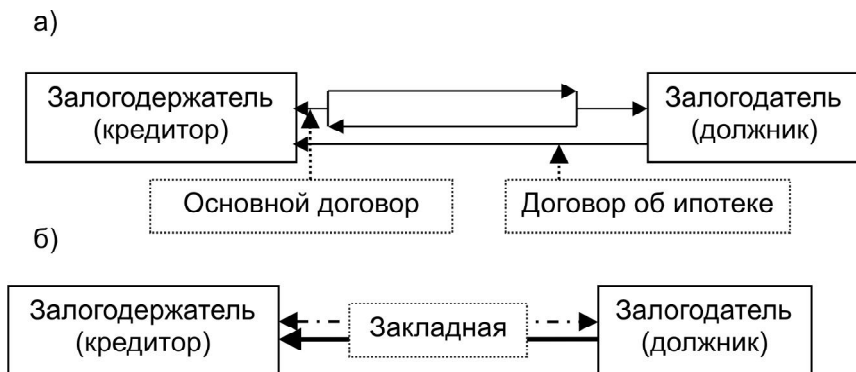 а)
Залогодержатель
(кредитор)
Залогодатель
(должник)
Основной договор
Договор об ипотеке
б)
Залогодержатель
(кредитор)
Закладная
Залогодатель
(должник)